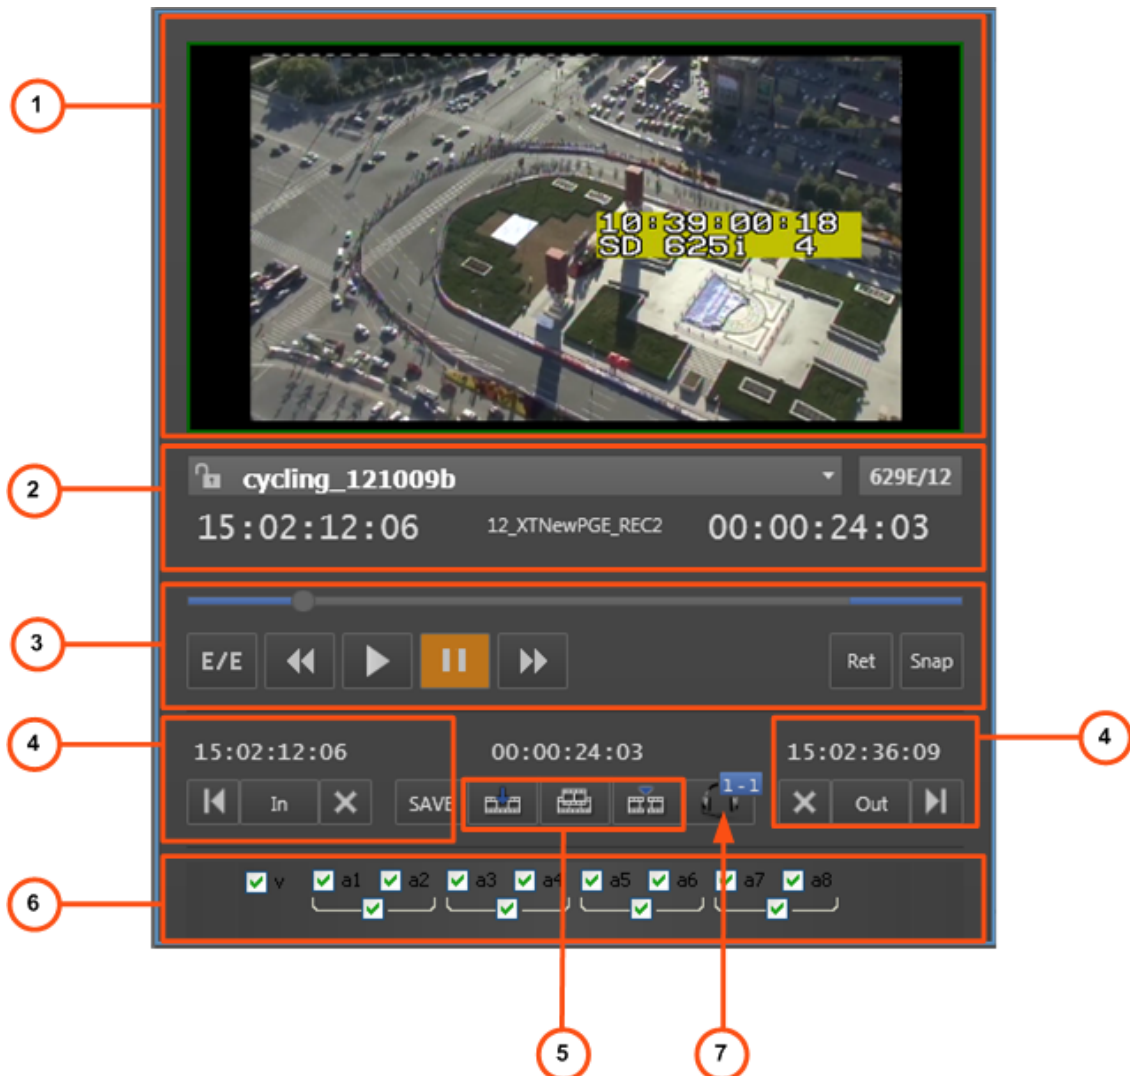 1
10:39:00:18
SD 625i 4
2
cycling_121009b
629E/12
15:02:12:06
12_XTNewPGE_REC2
00:00:24:03
3
E/E
Ret
Snap
4
15:02:12:06
00:00:24:03
15:02:36:09
4
In
SAVE
1 - 1
Out
6
v a1 a2 a3 a4 a5 a6 a7 a8
5
7